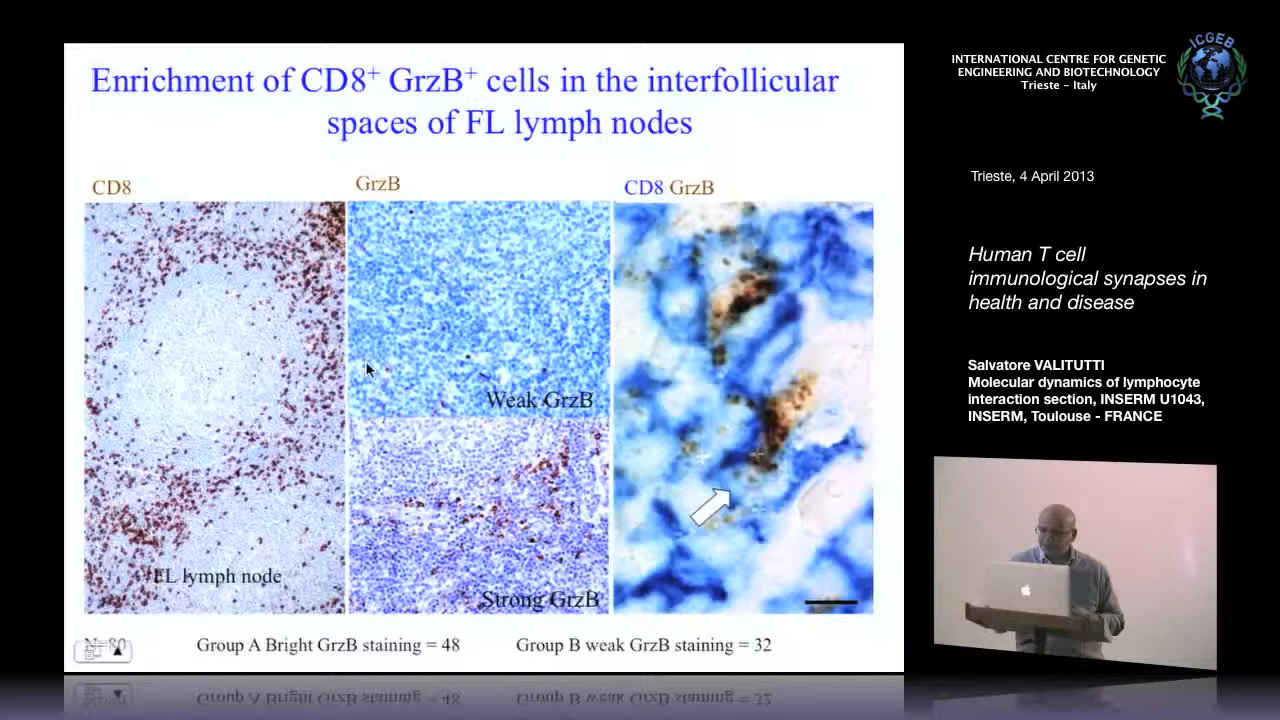 Enrichment of CD8+ GrzB+ cells in the interfollicular
spaces of FL lymph nodes
CD8
GrzB
CD8 GrzB
Weak GrzB
FL lymph node
Strong GrzB
N=80
Group A Bright GrzB staining = 48
Group B weak GrzB staining = 32
INTERNATIONAL CENTRE FOR GENETIC
ENGINEERING AND BIOTECHNOLOGY
Trieste - Italy
ICGEB
Trieste, 4 April 2013
Human T cell
immunological synapses in
health and disease
Salvatore VALITUTTI
Molecular dynamics of lymphocyte
interaction section, INSERM U1043,
INSERM, Toulouse - FRANCE